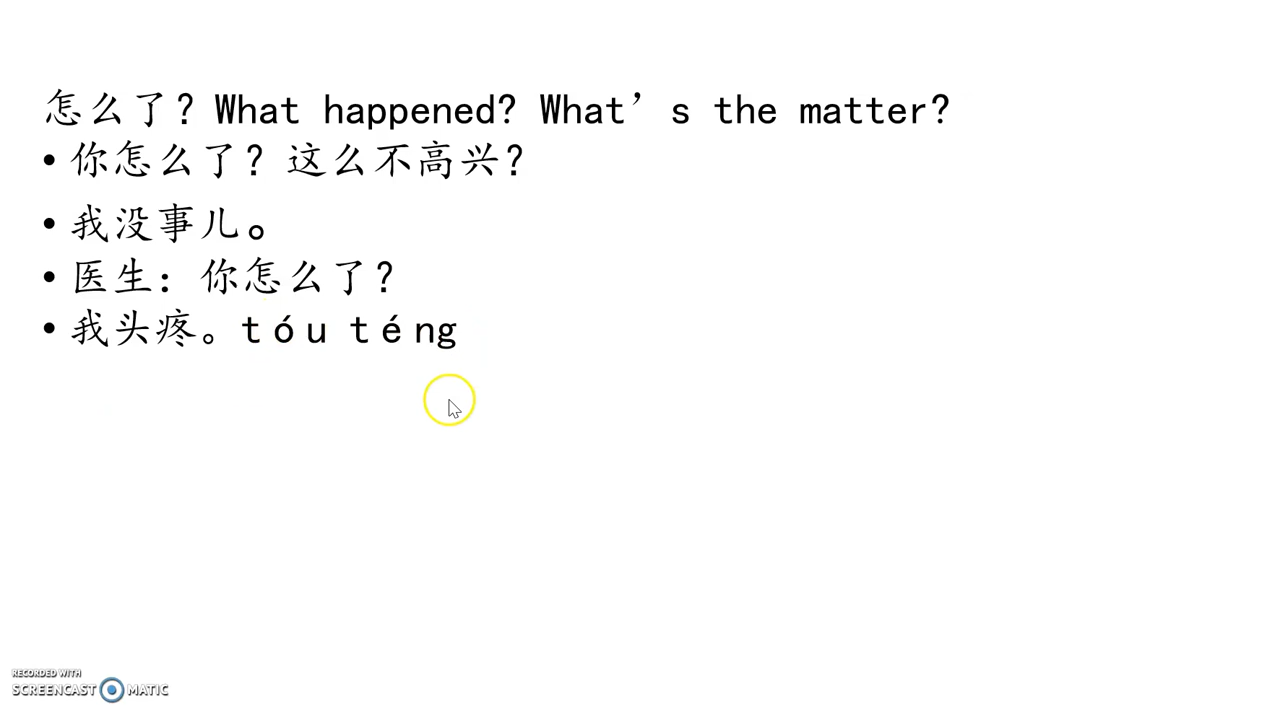 怎么了？What happened? What’s the matter?
• 你怎么了？这么不高兴？
• 我没事儿。
• 医生：你怎么了？
• 我头疼。tóu téng
RECORDED WITH
SCREENCAST MATIC